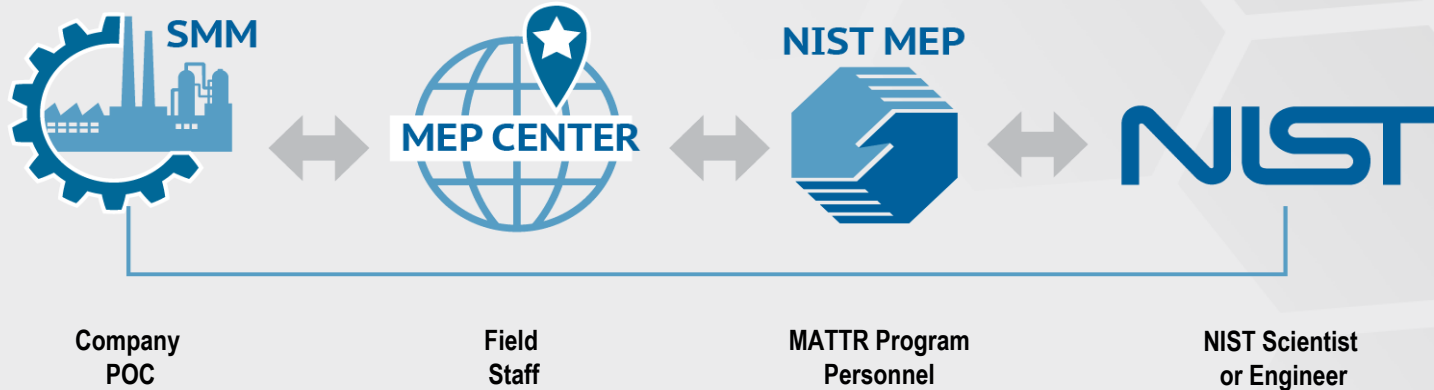 SMM
MEP CENTER
NIST MEP
NIST
Company
POC
Field
Staff
MATTR Program
Personnel
NIST Scientist
or Engineer